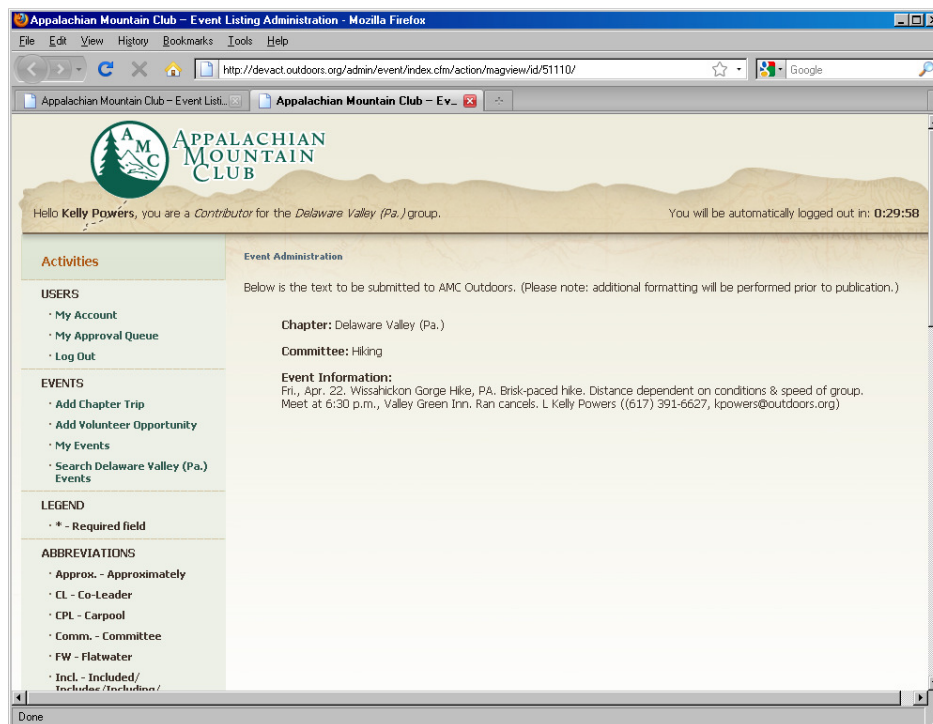 Appalachian Mountain Club – Event Listing Administration - Mozilla Firefox
File Edit View History Bookmarks Tools Help
http://devact.outdoors.org/admin/event/index.cfm/action/magview/id/51110/
Google
Appalachian Mountain Club – Event Listi...
Appalachian Mountain Club – Ev...
AMC
APPALACHIAN
MOUNTAIN
CLUB
Hello Kelly Powers, you are a Contributor for the Delaware Valley (Pa.) group.
You will be automatically logged out in: 0:29:58
Activities
USERS
· My Account
· My Approval Queue
· Log Out
EVENTS
· Add Chapter Trip
· Add Volunteer Opportunity
· My Events
· Search Delaware Valley (Pa.)
Events
LEGEND
· * - Required field
ABBREVIATIONS
· Approx. - Approximately
· CL - Co-Leader
· CPL - Carpool
· Comm. - Committee
· FW - Flatwater
· Incl. - Included/
Includes/Including/
Event Administration
Below is the text to be submitted to AMC Outdoors. (Please note: additional formatting will be performed prior to publication.)
Chapter: Delaware Valley (Pa.)
Committee: Hiking
Event Information:
Fri., Apr. 22. Wissahickon Gorge Hike, PA. Brisk-paced hike. Distance dependent on conditions & speed of group.
Meet at 6:30 p.m., Valley Green Inn. Ran cancels. L Kelly Powers ((617) 391-6627, kpowers@outdoors.org)
Done